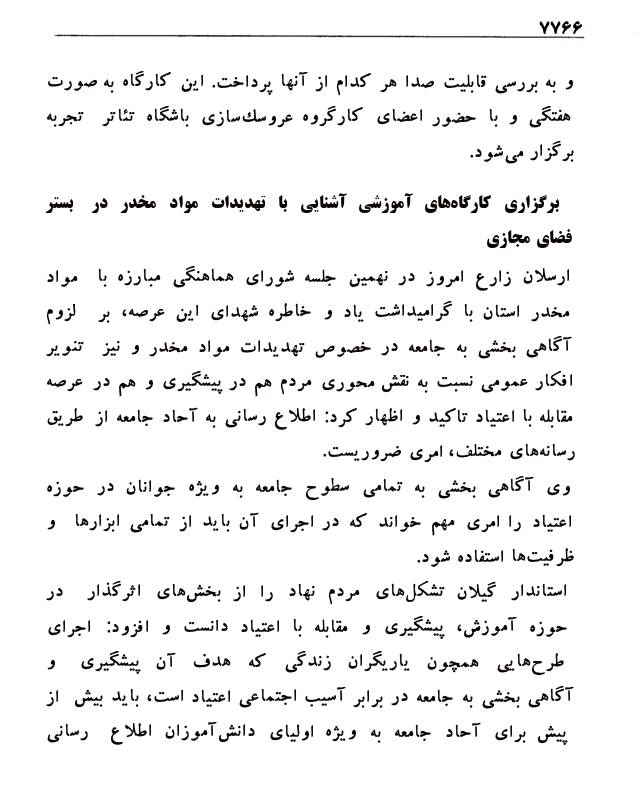 ۷۷۶۶
و به بررسی قابلیت صدا هر کدام از آنها پرداخت. این کارگاه به صورت
هفتگی و با حضور اعضای کارگروه عروسك‌سازی باشگاه تئاتر تجربه
برگزار می‌شود.
برگزاری کارگاه‌های آموزشی آشنایی با تهدیدات مواد مخدر در بستر
فضای مجازی
ارسلان زارع امروز در نهمین جلسه شورای هماهنگی مبارزه با مواد
مخدر استان با گرامیداشت یاد و خاطره شهدای این عرصه، بر لزوم
آگاهی بخشی به جامعه در خصوص تهدیدات مواد مخدر و نیز تنویر
افکار عمومی نسبت به نقش محوری مردم هم در پیشگیری و هم در عرصه
مقابله با اعتیاد تاکید و اظهار کرد: اطلاع رسانی به آحاد جامعه از طریق
رسانه‌های مختلف، امری ضروریست.
وی آگاهی بخشی به تمامی سطوح جامعه به ویژه جوانان در حوزه
اعتیاد را امری مهم خواند که در اجرای آن باید از تمامی ابزارها و
ظرفیت‌ها استفاده شود.
استاندار گیلان تشکل‌های مردم نهاد را از بخش‌های اثرگذار در
حوزه آموزش، پیشگیری و مقابله با اعتیاد دانست و افزود: اجرای
طرح‌هایی همچون یاریگران زندگی که هدف آن پیشگیری و
آگاهی بخشی به جامعه در برابر آسیب اجتماعی اعتیاد است، باید بیش از
پیش برای آحاد جامعه به ویژه اولیای دانش‌آموزان اطلاع رسانی